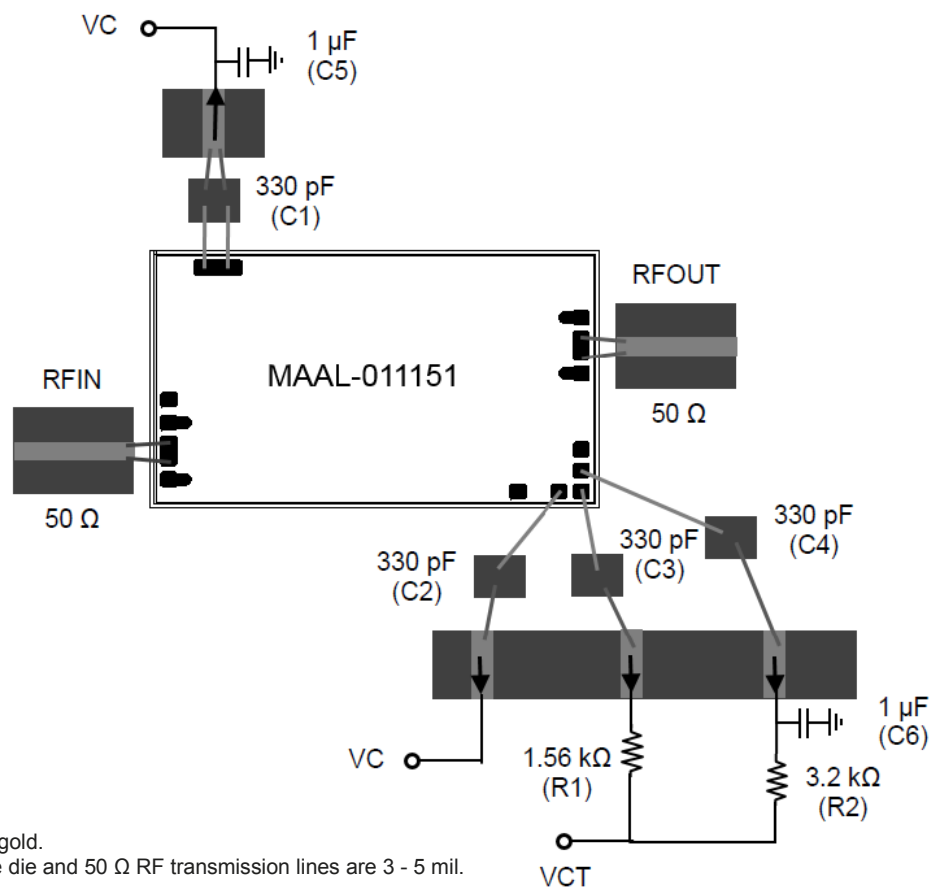 VC
1 µF
(C5)
330 pF
(C1)
RFOUT
MAAL-011151
RFIN
50 Ω
50 Ω
330 pF
(C2)
330 pF
(C3)
330 pF
(C4)
1 µF
(C6)
VC
1.56 kΩ
(R1)
3.2 kΩ
(R2)
VCT
gold.
die and 50 Ω RF transmission lines are 3 - 5 mil.